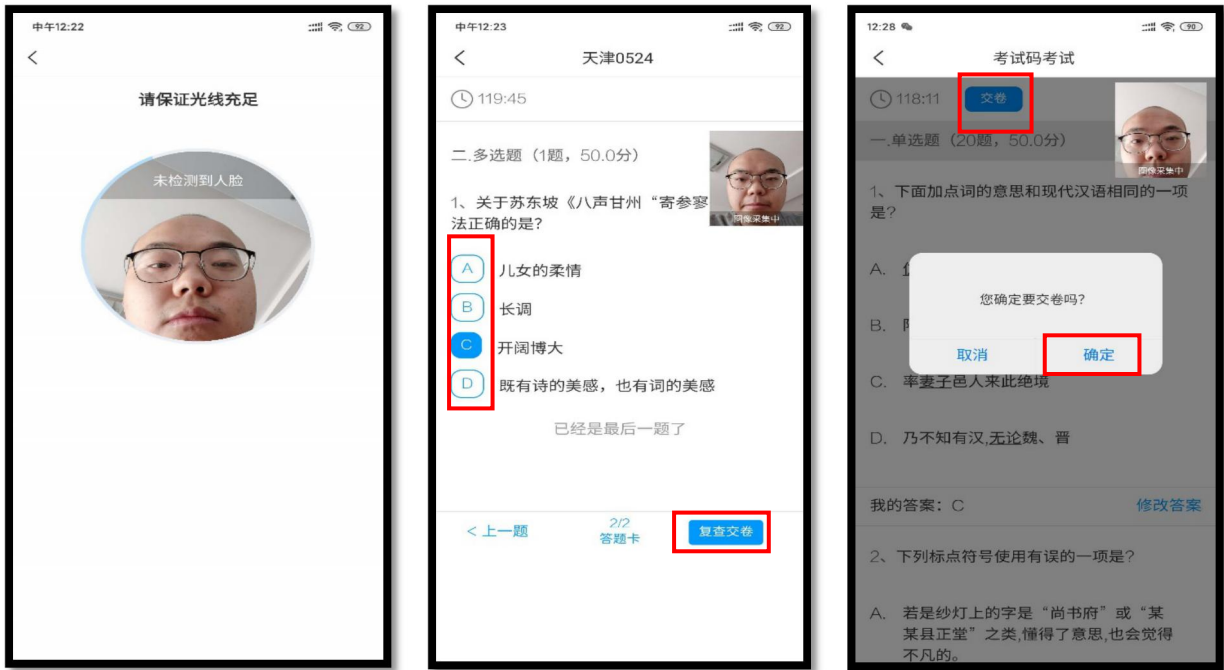 中午12:22
92
请保证光线充足
未检测到人脸
中午12:23
92
天津0524
119:45
二.多选题（1题，50.0分）
1、关于苏东坡《八声甘州“寄参寥
法正确的是？
图像采集中
A 儿女的柔情
B 长调
C 开阔博大
D 既有诗的美感，也有词的美感
已经是最后一题了
<上一题
2/2
答题卡
复查交卷
12:28
90
考试码考试
118:11
交卷
一.单选题（20题，50.0分）
图像采集中
1、下面加点词的意思和现代汉语相同的一项
是？
A.
您确定要交卷吗？
B.
取消
确定
C. 率妻子邑人来此绝境
D. 乃不知有汉,无论魏、晋
我的答案：C
修改答案
2、下列标点符号使用有误的一项是？
A. 若是纱灯上的字是“尚书府”或“某
某县正堂”之类,懂得了意思,也会觉得
不凡的。